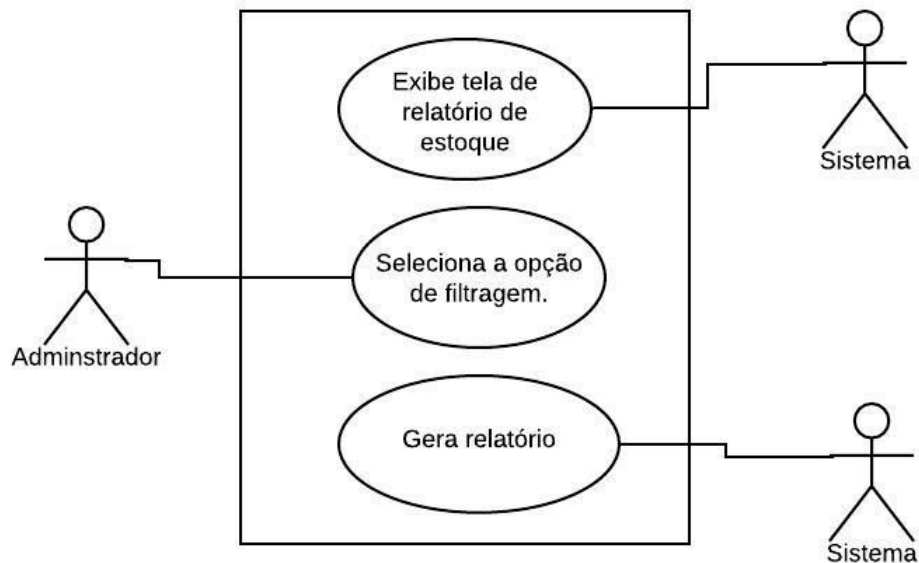 Exibe tela de
relatório de
estoque
Sistema
Seleciona a opção
de filtragem.
Adminstrador
Gera relatório
Sistema